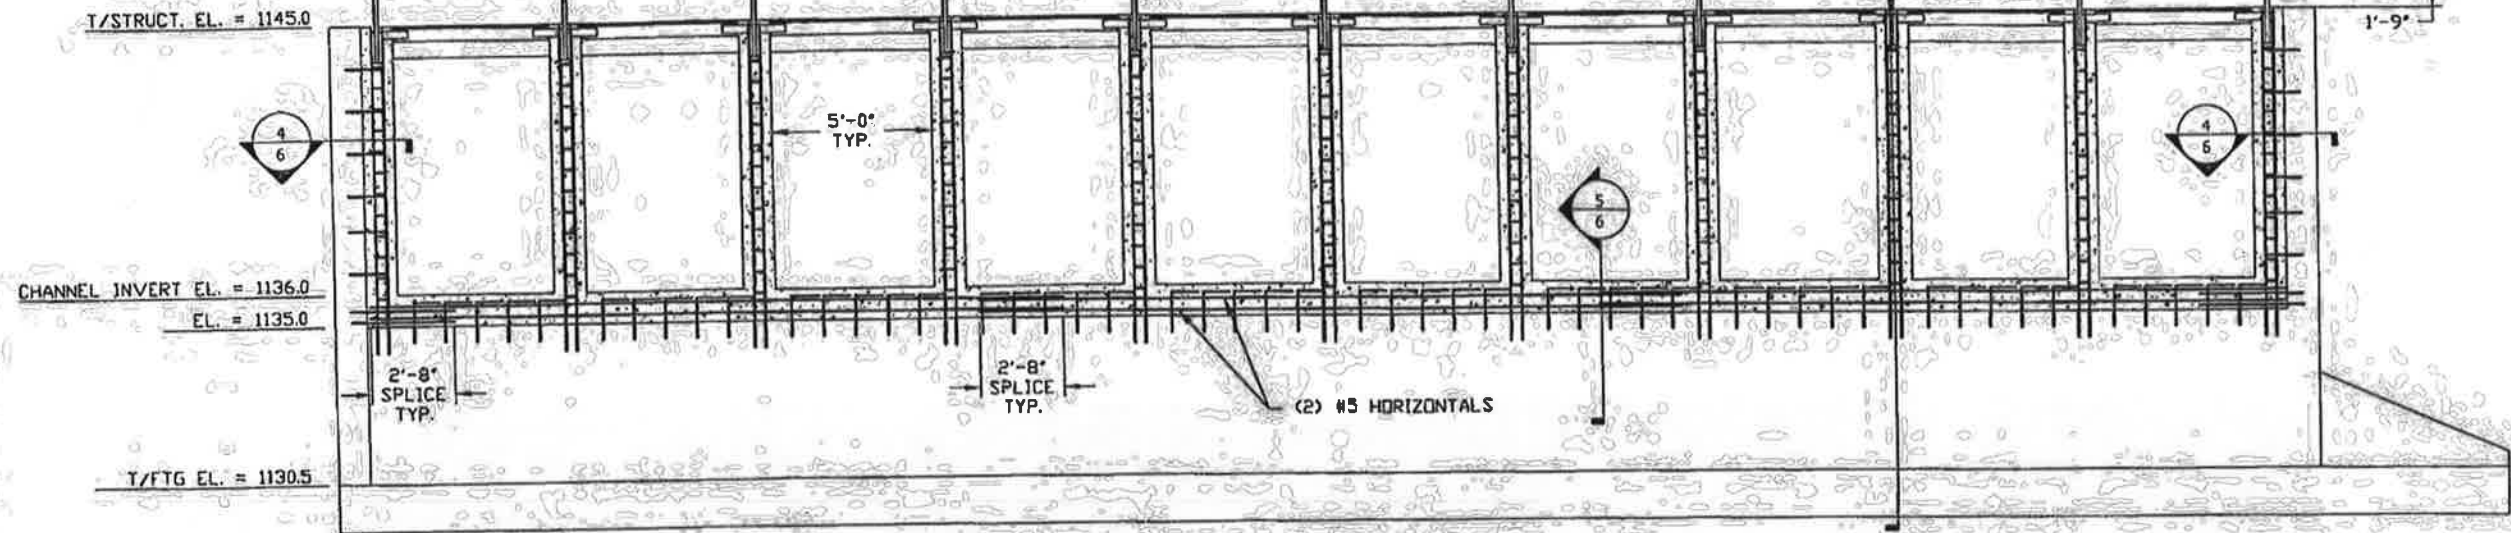 T/STRUCT. EL. = 1145.0
1'-9"
4
6
5'-0"
TYP.
4
6
5
6
CHANNEL INVERT EL. = 1136.0
EL. = 1135.0
2'-8"
SPLICE
TYP.
2'-8"
SPLICE
TYP.
(2) #5 HORIZONTALS
T/FTG EL. = 1130.5